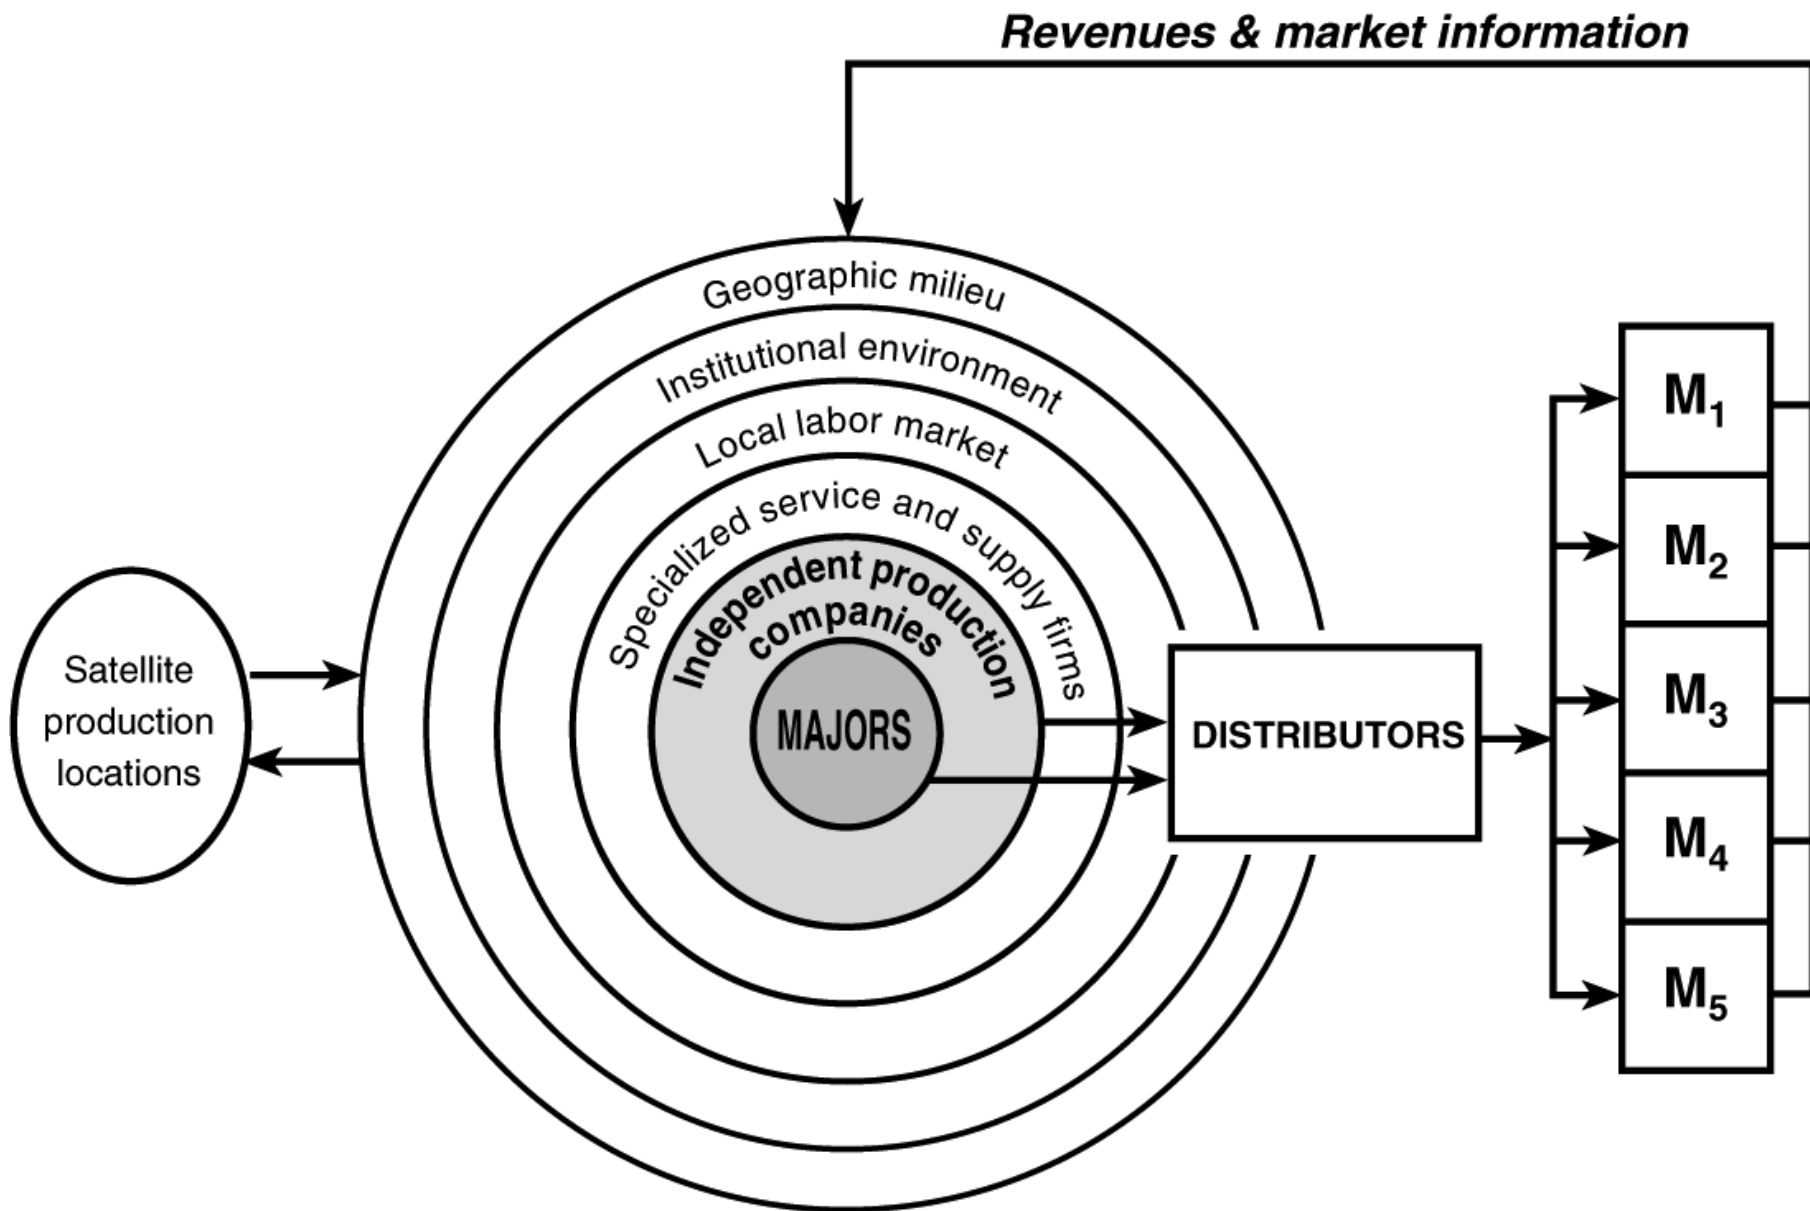 Revenues & market information
Geographic milieu
Institutional environment
Local labor market
Specialized service and supply firms
Independent production
companies
MAJORS
Satellite
production
locations
DISTRIBUTORS
M1
M2
M3
M4
M5